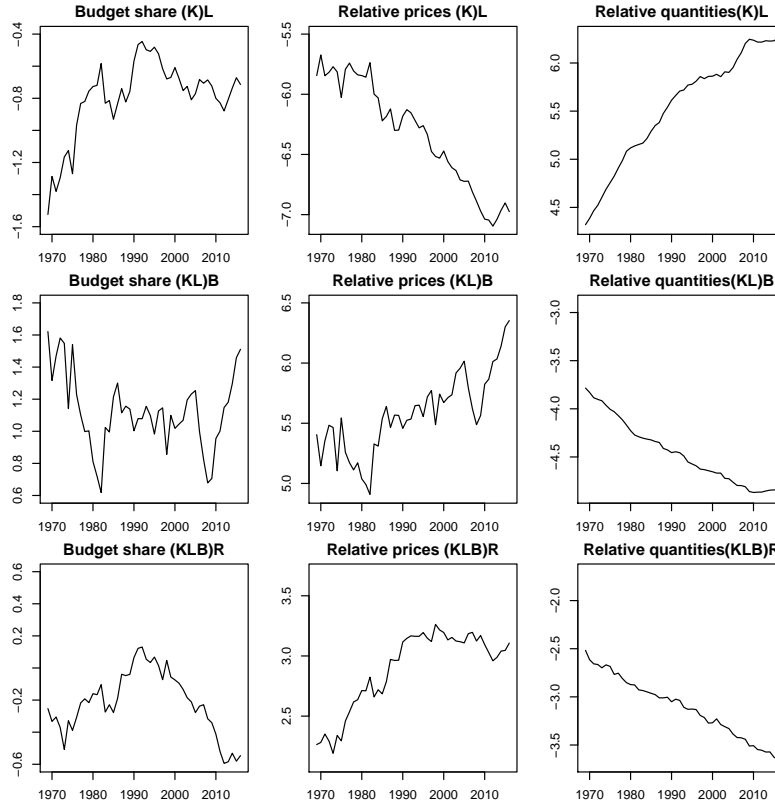 Budget share (K)L
Relative prices (K)L
Relative quantities(K)L
−0.4
−0.8
−1.2
−1.6
−5.5
−6.0
−6.5
−7.0
6.0
5.5
5.0
4.5
1970 1980 1990 2000 2010
1970 1980 1990 2000 2010
1970 1980 1990 2000 2010
Budget share (KL)B
Relative prices (KL)B
Relative quantities(KL)B
1.8
1.6
1.4
1.2
1.0
0.8
0.6
6.5
6.0
5.5
5.0
−3.0
−3.5
−4.0
−4.5
1970 1980 1990 2000 2010
1970 1980 1990 2000 2010
1970 1980 1990 2000 2010
Budget share (KLB)R
Relative prices (KLB)R
Relative quantities(KLB)R
0.6
0.2
−0.2
−0.6
3.5
3.0
2.5
−2.0
−2.5
−3.0
−3.5
1970 1980 1990 2000 2010
1970 1980 1990 2000 2010
1970 1980 1990 2000 2010